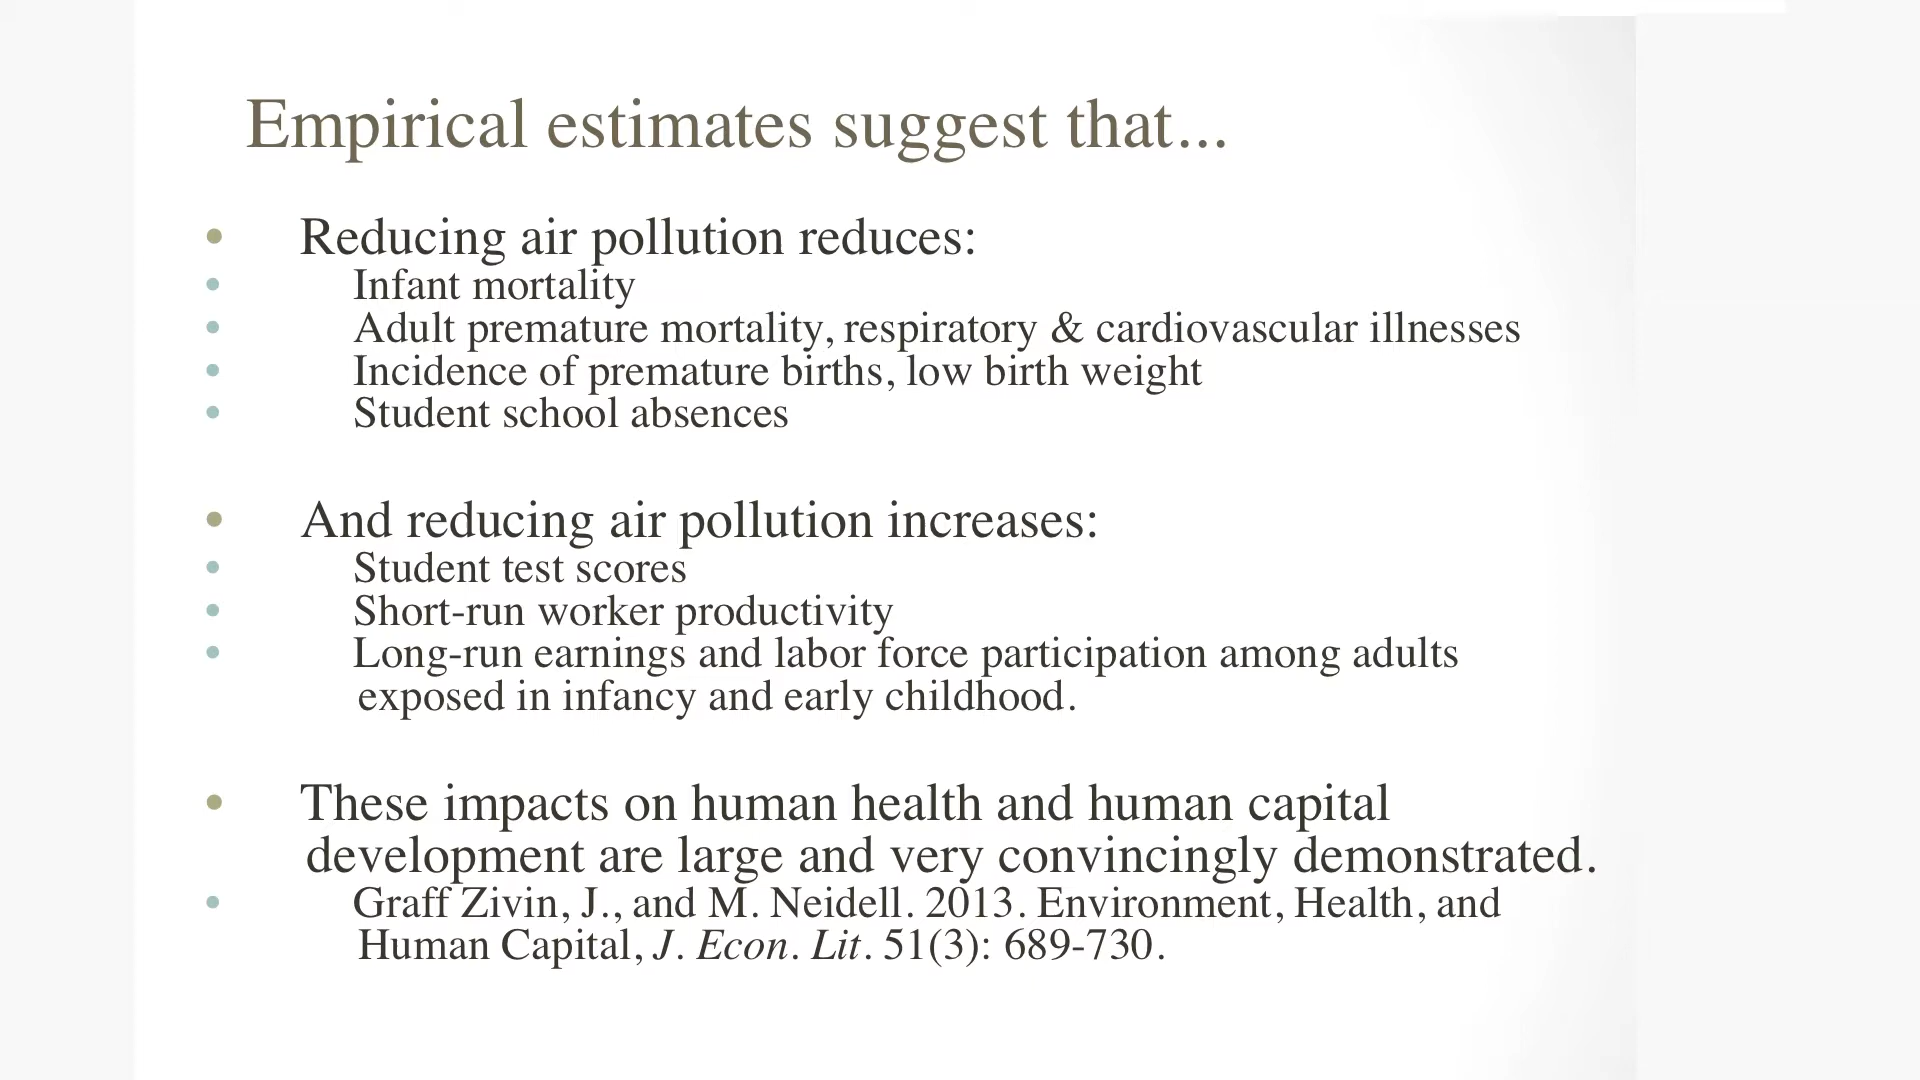 Empirical estimates suggest that...
• Reducing air pollution reduces:
• Infant mortality
• Adult premature mortality, respiratory & cardiovascular illnesses
• Incidence of premature births, low birth weight
• Student school absences
• And reducing air pollution increases:
• Student test scores
• Short-run worker productivity
• Long-run earnings and labor force participation among adults
exposed in infancy and early childhood.
• These impacts on human health and human capital
development are large and very convincingly demonstrated.
• Graff Zivin, J., and M. Neidell. 2013. Environment, Health, and
Human Capital, J. Econ. Lit. 51(3): 689-730.